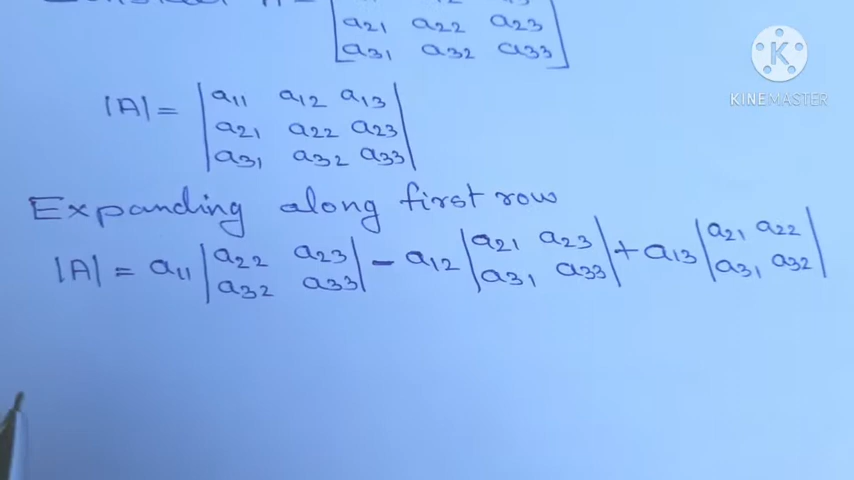 a21 a22 a23
a31 a32 a33
|A| = | a11 a12 a13 |
| a21 a22 a23 |
| a31 a32 a33 |
Expanding along first row
|A| = a11 | a22 a23 | - a12 | a21 a23 | + a13 | a21 a22 |
| a32 a33 | | a31 a33 | | a31 a32 |
KINEMASTER